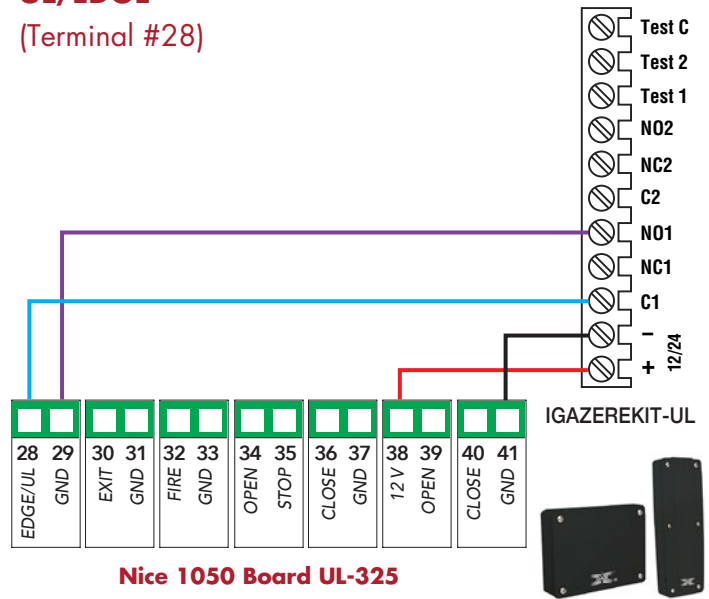 UL/EDGE
(Terminal #28)
Test C
Test 2
Test 1
NO2
NC2
C2
NO1
NC1
C1
–
+
12/24
IGAZEREKIT-UL
28 29 30 31 32 33 34 35 36 37 38 39 40 41
EDGE/UL GND EXIT GND FIRE GND OPEN STOP CLOSE GND 12 V OPEN CLOSE GND
Nice 1050 Board UL-325